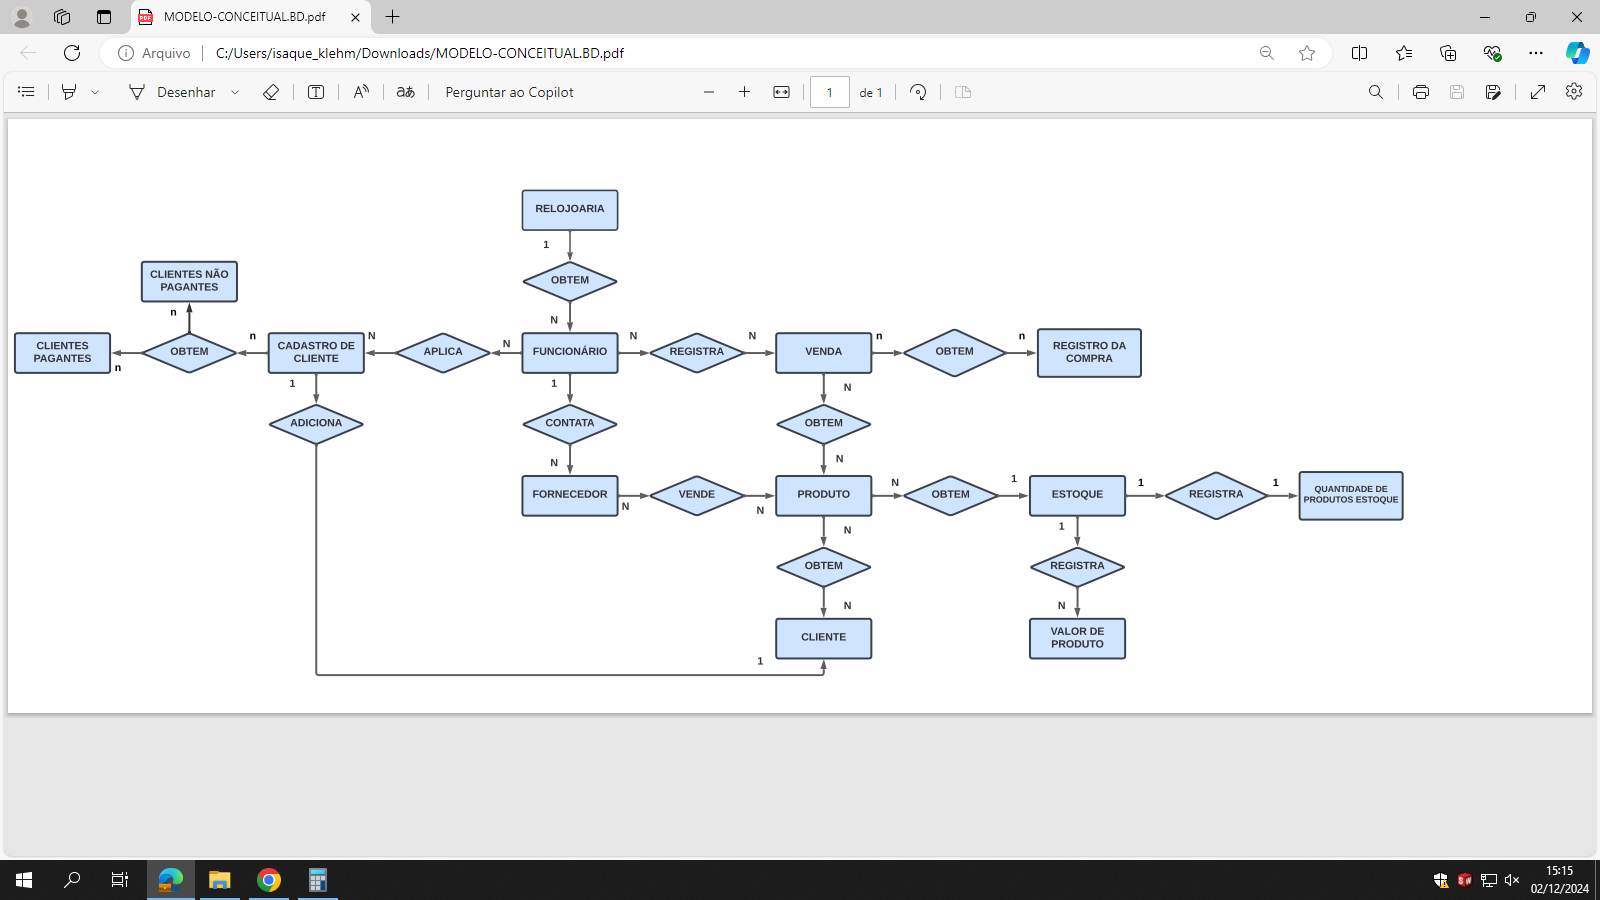 MODELO-CONCEITUAL.BD.pdf
Arquivo
C:/Users/isaque_klehm/Downloads/MODELO-CONCEITUAL.BD.pdf
Desenhar
Perguntar ao Copilot
1
de 1
RELOJOARIA
1
OBTEM
N
CLIENTES NÃO
PAGANTES
n
CLIENTES
PAGANTES
n
OBTEM
n
CADASTRO DE
CLIENTE
N
APLICA
N
FUNCIONÁRIO
N
REGISTRA
N
VENDA
n
OBTEM
n
REGISTRO DA
COMPRA
1
ADICIONA
1
CONTATA
N
N
OBTEM
N
FORNECEDOR
N
VENDE
N
PRODUTO
N
OBTEM
1
ESTOQUE
1
REGISTRA
1
QUANTIDADE DE
PRODUTOS ESTOQUE
N
OBTEM
N
1
REGISTRA
N
CLIENTE
1
VALOR DE
PRODUTO
15:15
02/12/2024